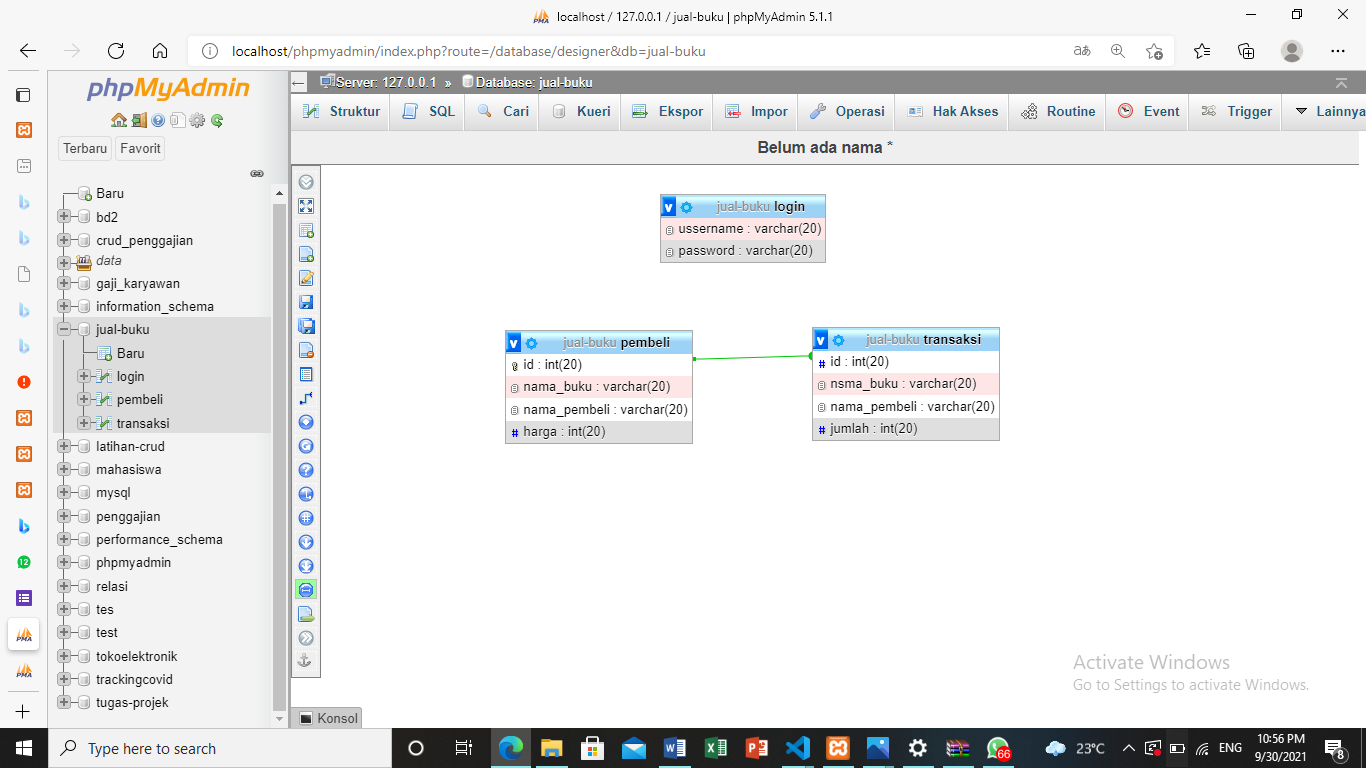 localhost / 127.0.0.1 / jual-buku | phpMyAdmin 5.1.1
localhost/phpmyadmin/index.php?route=/database/designer&db=jual-buku
phpMyAdmin
Terbaru Favorit
Baru
bd2
crud_penggajian
data
gaji_karyawan
information_schema
jual-buku
Baru
login
pembeli
transaksi
latihan-crud
mahasiswa
mysql
penggajian
performance_schema
phpmyadmin
relasi
tes
test
tokoelektronik
trackingcovid
tugas-projek
Server: 127.0.0.1 » Database: jual-buku
Struktur SQL Cari Kueri Ekspor Impor Operasi Hak Akses Routine Event Trigger Lainnya
Belum ada nama *
v jual-buku login
ussername : varchar(20)
password : varchar(20)
v jual-buku pembeli
id : int(20)
nama_buku : varchar(20)
nama_pembeli : varchar(20)
# harga : int(20)
v jual-buku transaksi
# id : int(20)
nsma_buku : varchar(20)
nama_pembeli : varchar(20)
# jumlah : int(20)
Activate Windows
Go to Settings to activate Windows.
Konsol
12
PMA
PMA
Type here to search
66
23°C
ENG
10:56 PM
9/30/2021
8